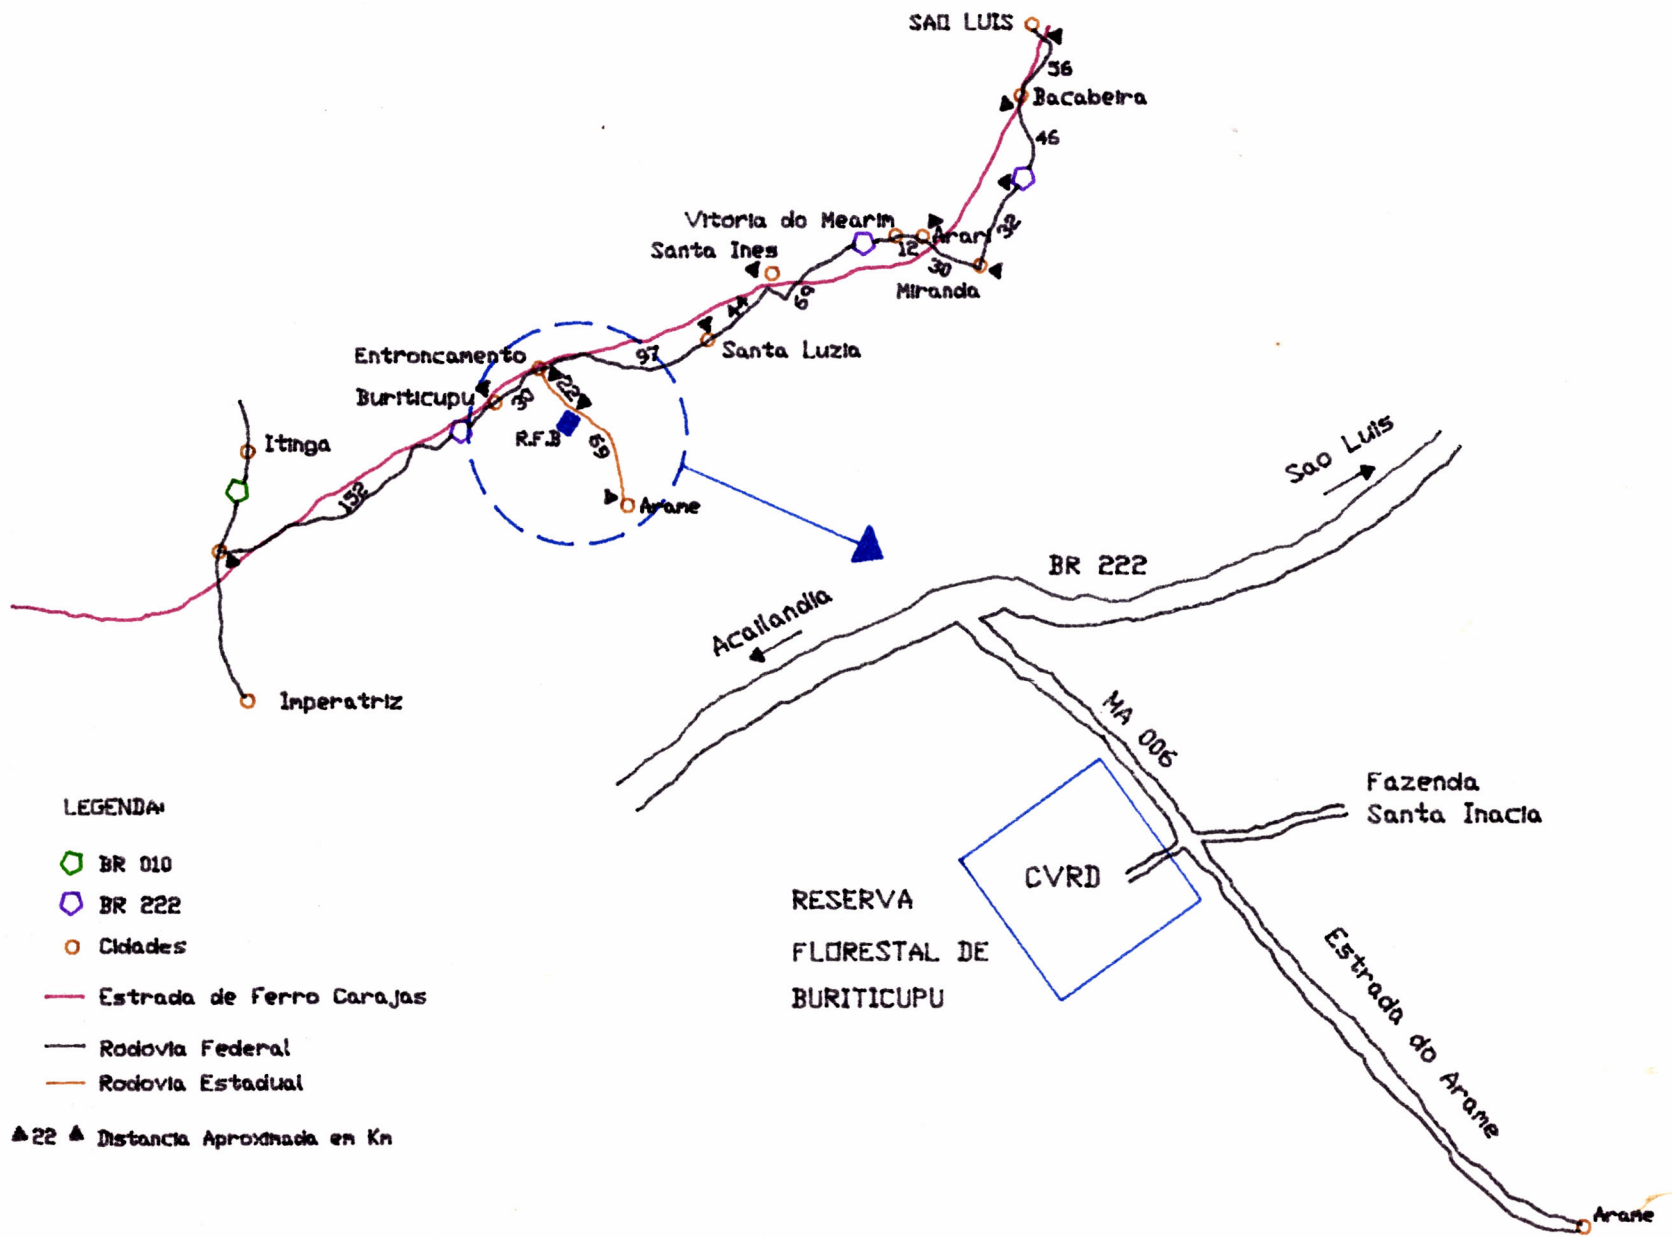 SAO LUIS
56
Bacabeira
46
32
Vitoria do Mearim
Arari
12
30
Miranda
Santa Ines
69
44
Santa Luzia
97
Entroncamento
22
Buriticupu
30
R.F.B
69
Arame
Itinga
152
Imperatriz
Sao Luis
BR 222
Acailandia
MA 006
Fazenda
Santa Inacia
CVRD
RESERVA
FLORESTAL DE
BURITICUPU
Estrada do Arame
Arame
LEGENDA:
BR 010
BR 222
Cidades
Estrada de Ferro Carajas
Rodovia Federal
Rodovia Estadual
22 Distancia Aproximada em Km